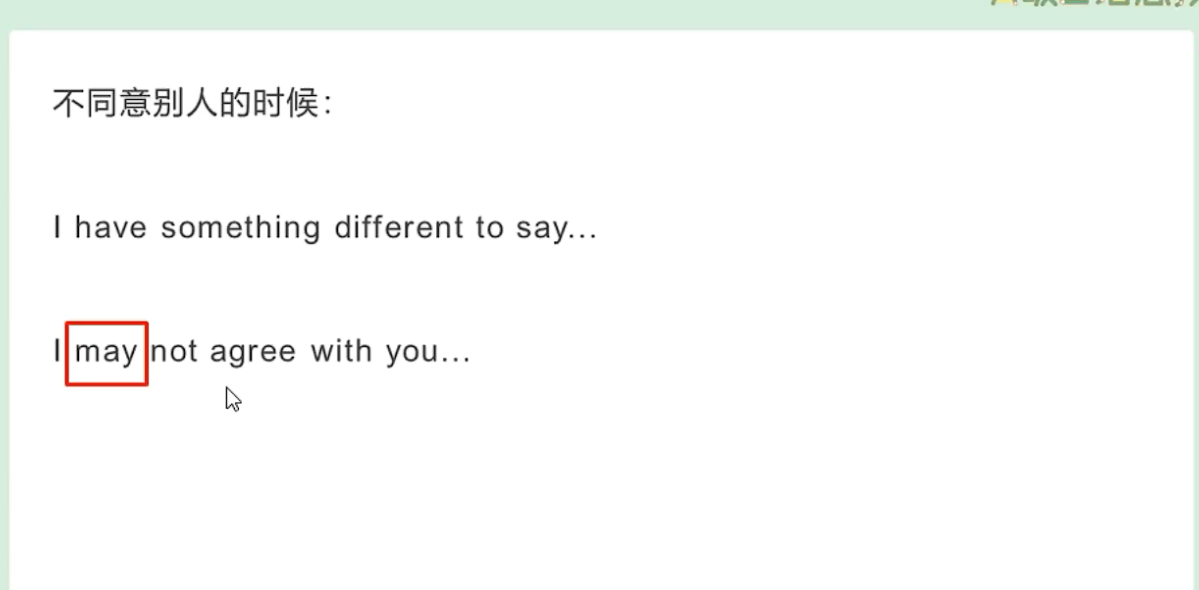 不同意别人的时候：
I have something different to say...
I may not agree with you...